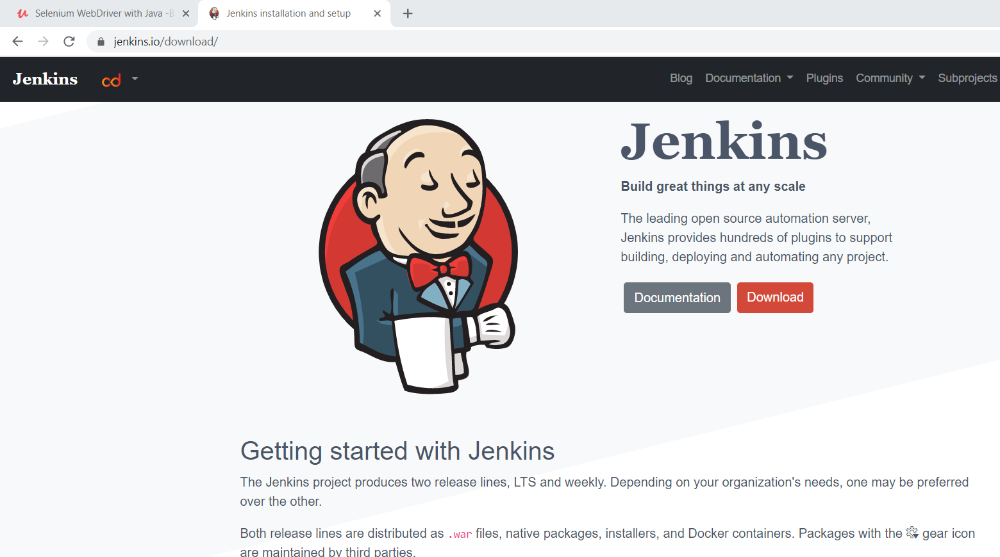 Selenium WebDriver with Java -B
Jenkins installation and setup
jenkins.io/download/
Jenkins
cd
Blog Documentation Plugins Community Subprojects
Jenkins
Build great things at any scale
The leading open source automation server,
Jenkins provides hundreds of plugins to support
building, deploying and automating any project.
Documentation Download
Getting started with Jenkins
The Jenkins project produces two release lines, LTS and weekly. Depending on your organization's needs, one may be preferred
over the other.
Both release lines are distributed as .war files, native packages, installers, and Docker containers. Packages with the gear icon
are maintained by third parties.